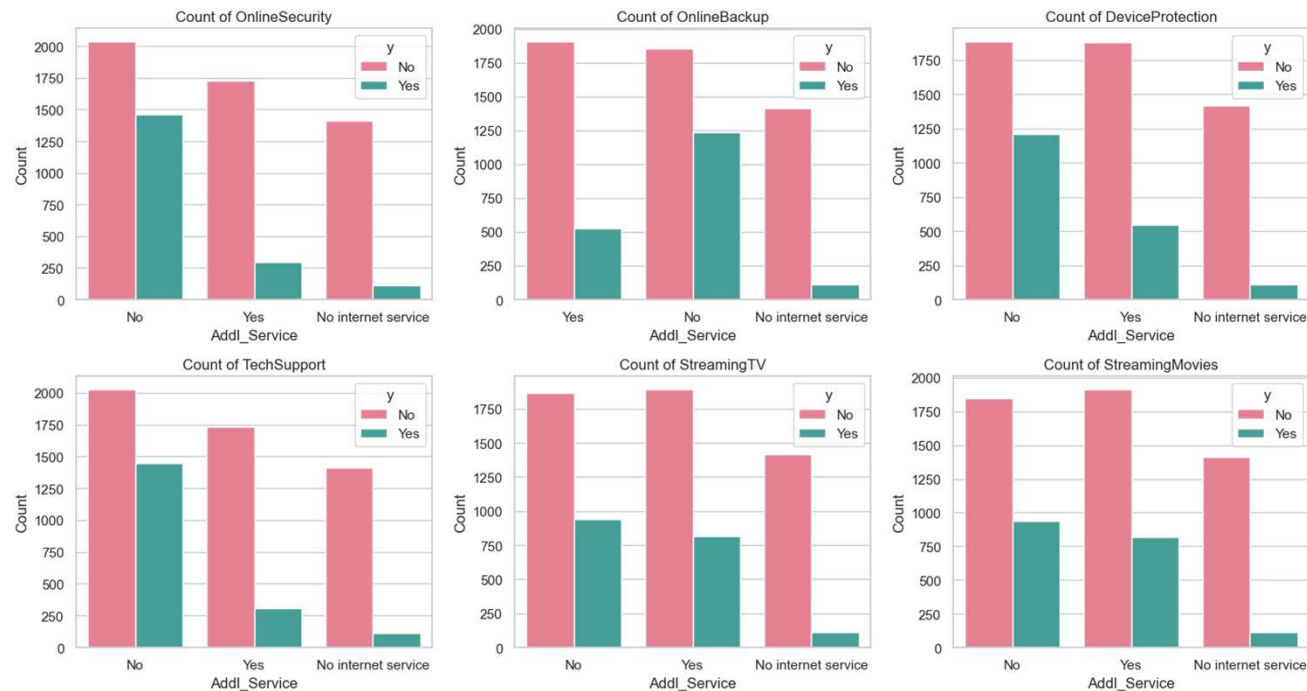 Count of OnlineSecurity
2000
1750
1500
1250
1000
750
500
250
0
Count
y
No
Yes
No
Yes
No internet service
Addl_Service
Count of OnlineBackup
2000
1750
1500
1250
1000
750
500
250
0
Count
y
No
Yes
Yes
No
No internet service
Addl_Service
Count of DeviceProtection
1750
1500
1250
1000
750
500
250
0
Count
y
No
Yes
No
Yes
No internet service
Addl_Service
Count of TechSupport
2000
1750
1500
1250
1000
750
500
250
0
Count
y
No
Yes
No
Yes
No internet service
Addl_Service
Count of StreamingTV
1750
1500
1250
1000
750
500
250
0
Count
y
No
Yes
No
Yes
No internet service
Addl_Service
Count of StreamingMovies
2000
1750
1500
1250
1000
750
500
250
0
Count
y
No
Yes
No
Yes
No internet service
Addl_Service